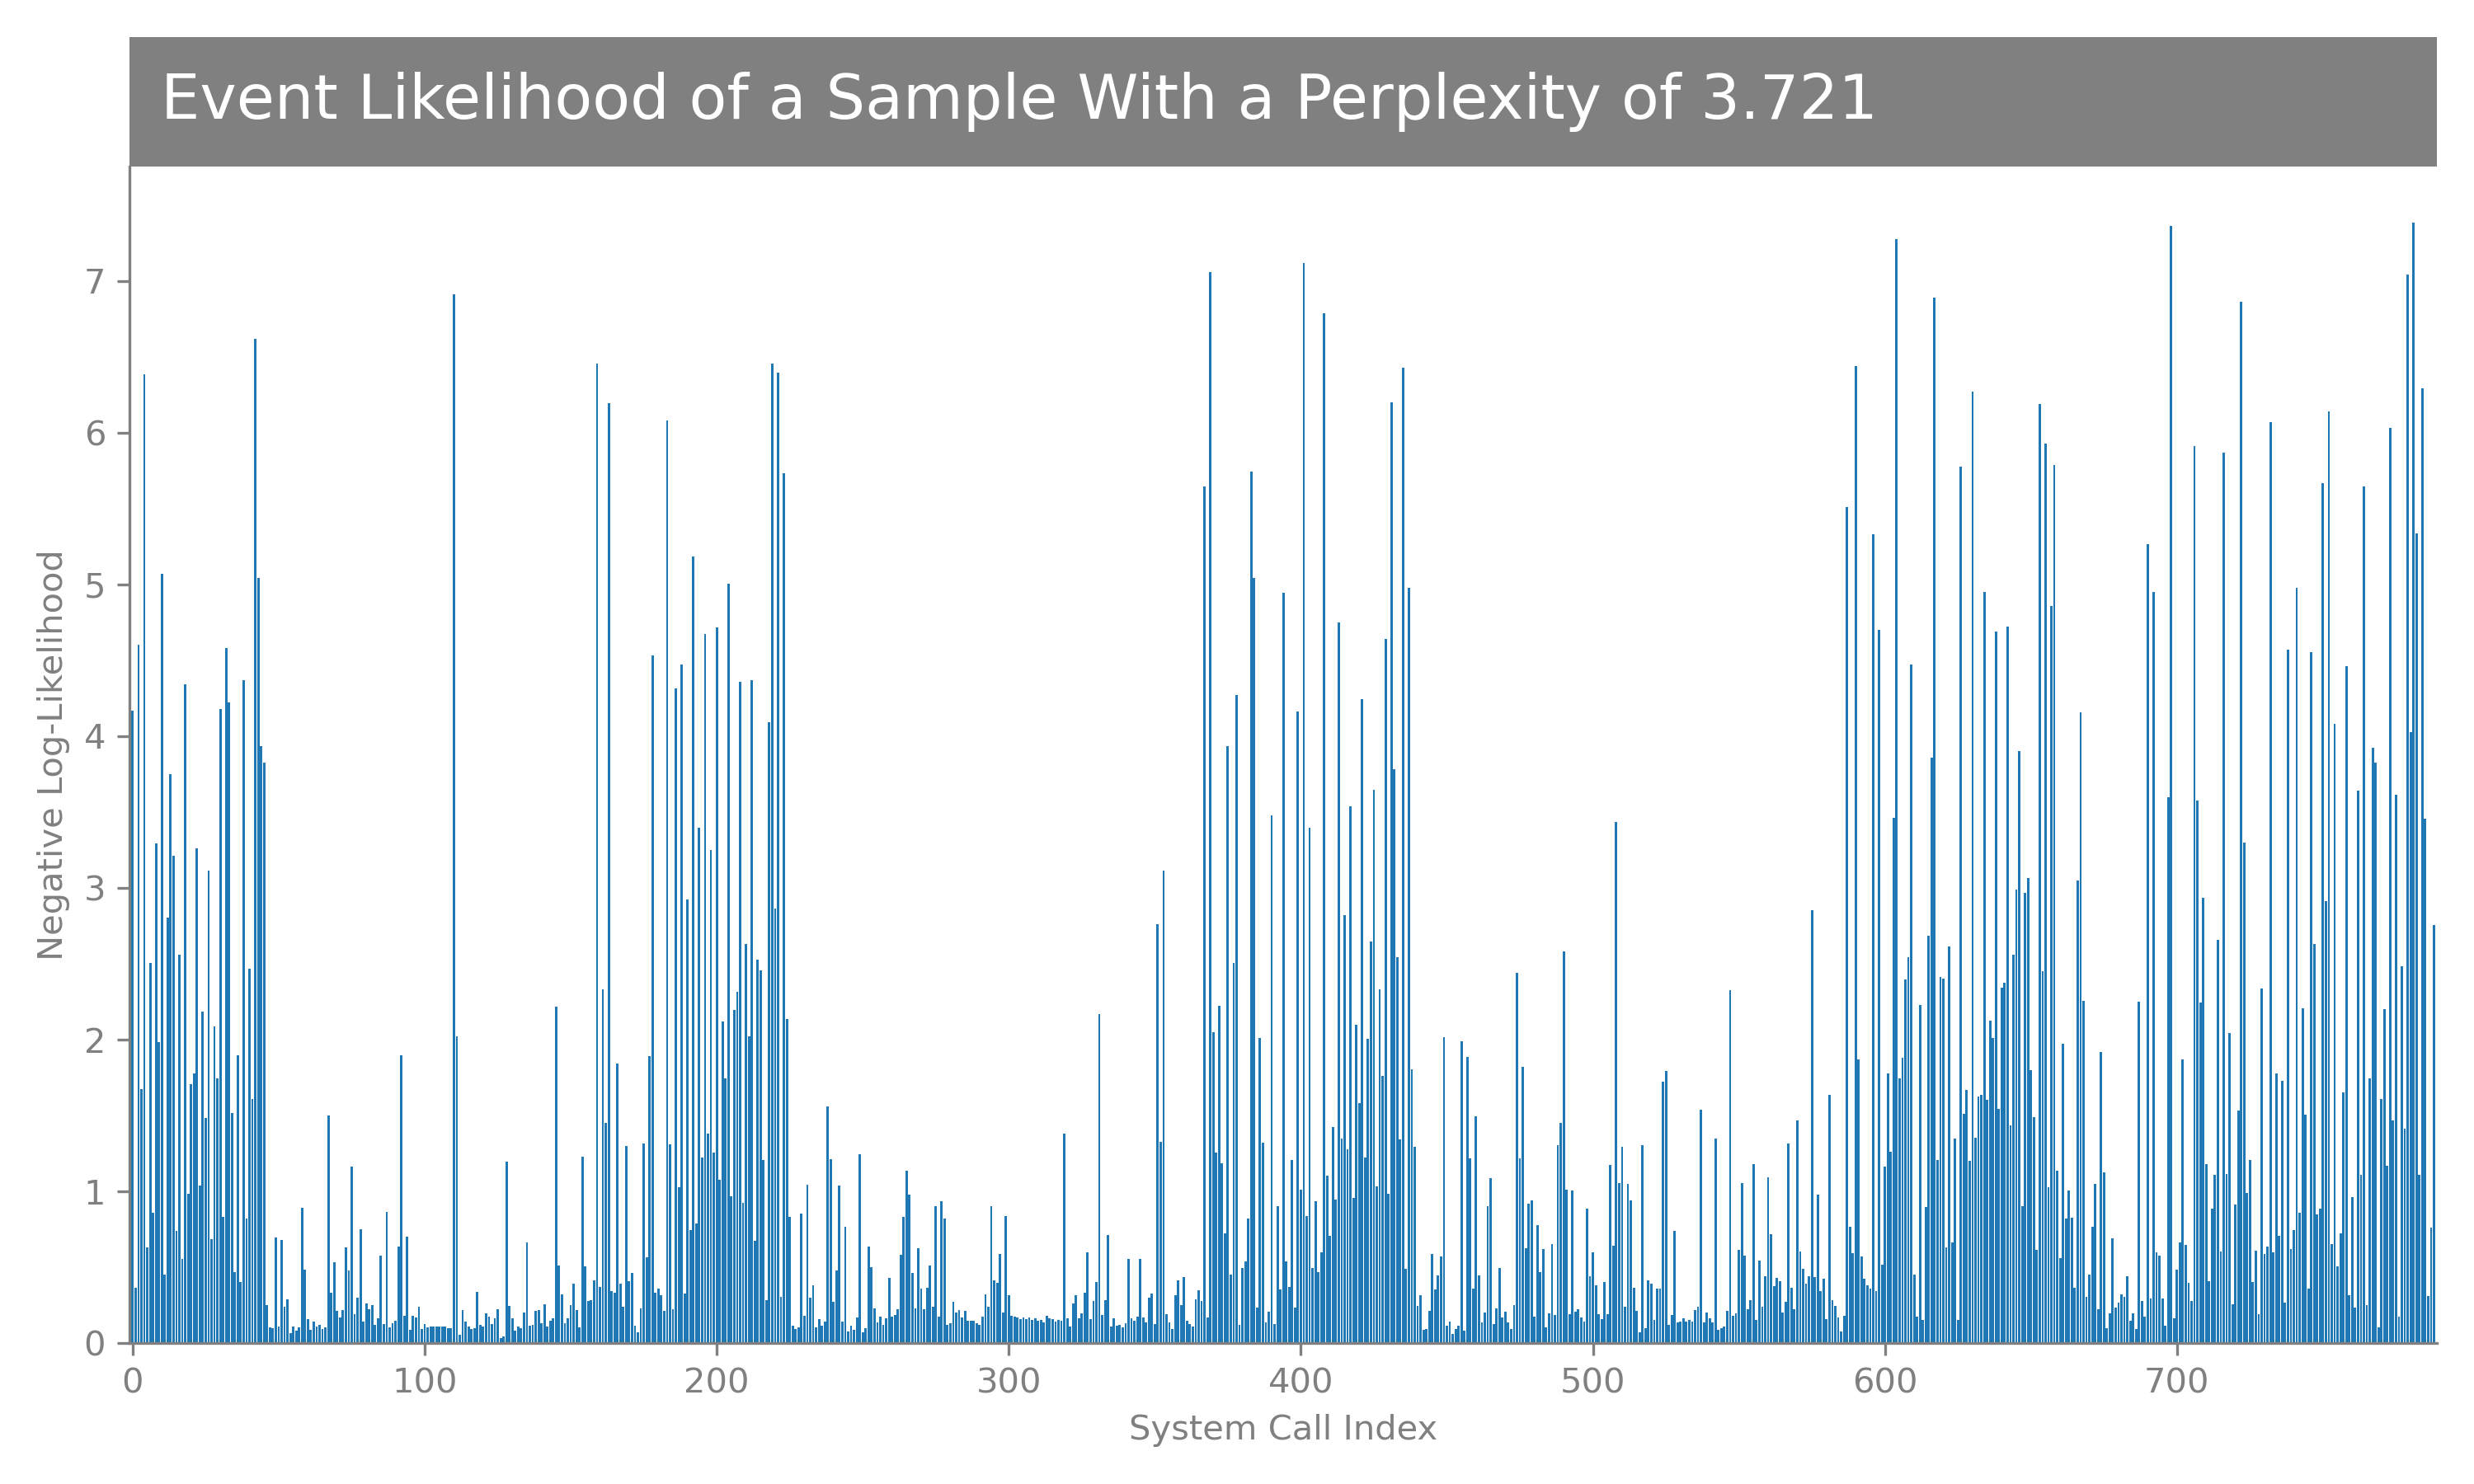 Event Likelihood of a Sample With a Perplexity of 3.721
Negative Log-Likelihood
7
6
5
4
3
2
1
0
0 100 200 300 400 500 600 700
System Call Index